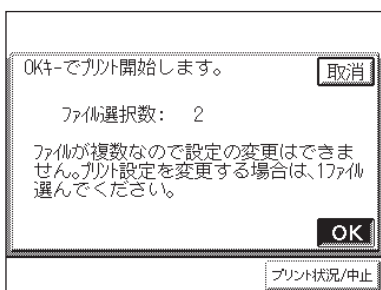 OKキーでプリント開始します。
取消
ファイル選択数: 2
ファイルが複数なので設定の変更はできま
せん。プリント設定を変更する場合は、1ファイル
選んでください。
OK
プリント状況/中止